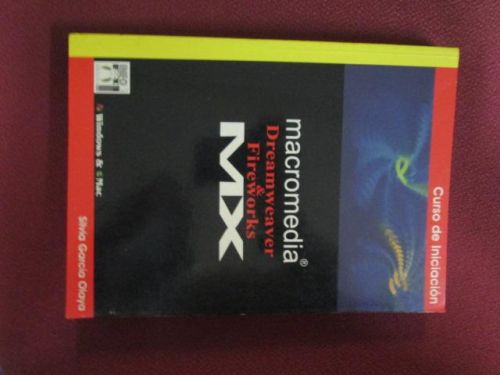 Curso de Iniciación
macromedia®
Dreamweaver
&
Fireworks
MX
Windows & Mac
Silvia García Olaya